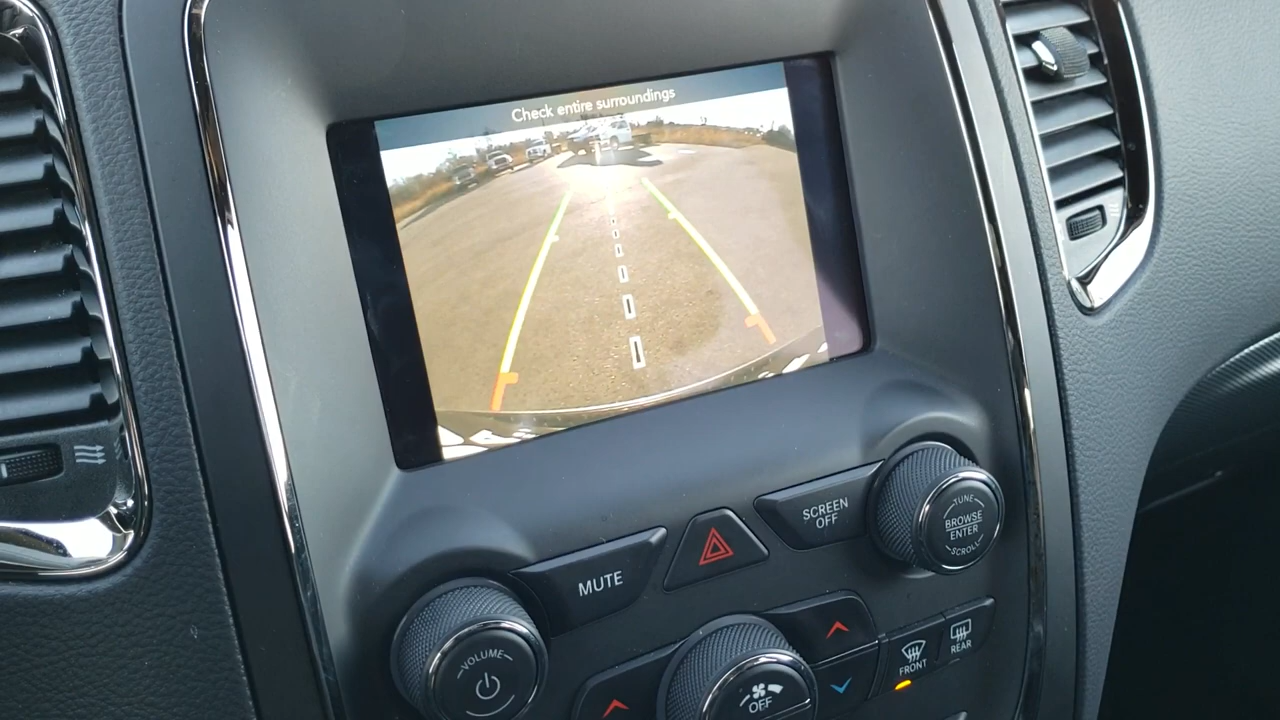 Check entire surroundings
SCREEN
OFF
TUNE
BROWSE
ENTER
SCROLL
MUTE
VOLUME
FRONT
REAR
OFF